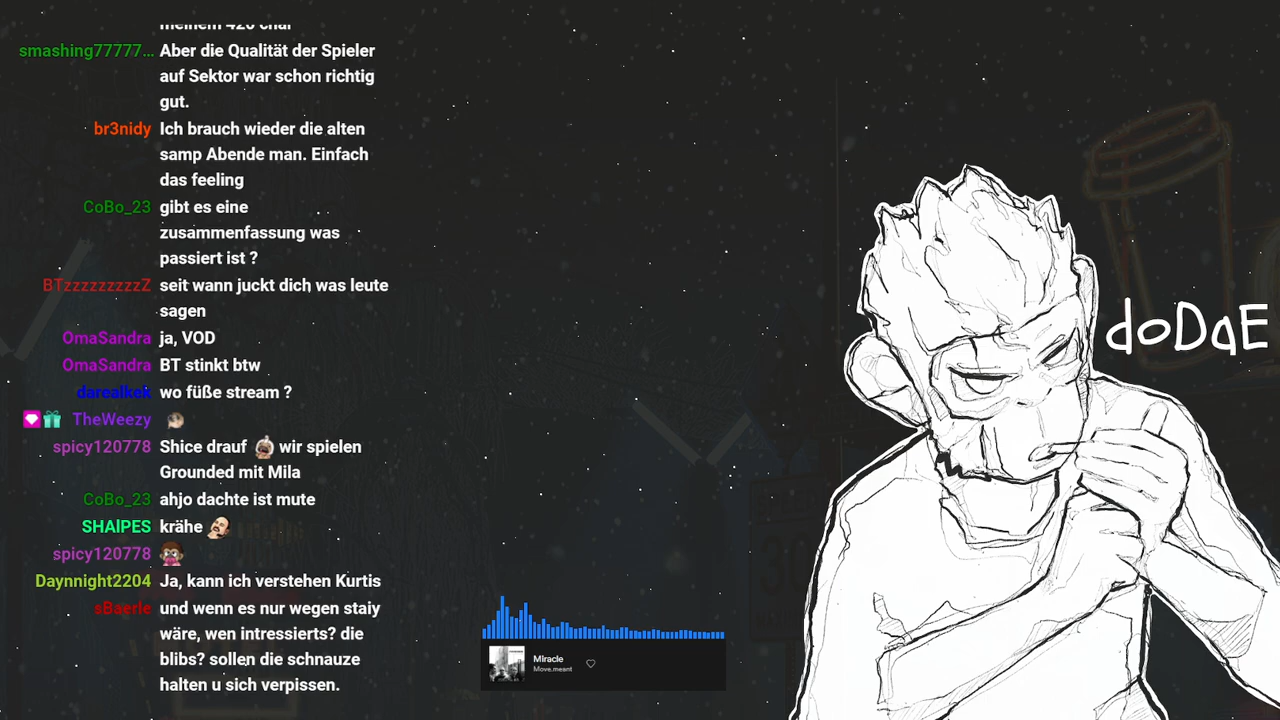 meinem 420 char
smashing77777... Aber die Qualität der Spieler
auf Sektor war schon richtig
gut.
br3nidy Ich brauch wieder die alten
samp Abende man. Einfach
das feeling
CoBo_23 gibt es eine
zusammenfassung was
passiert ist ?
BTzzzzzzzzZ seit wann juckt dich was leute
sagen
OmaSandra ja, VOD
OmaSandra BT stinkt btw
darealkek wo füße stream ?
TheWeezy
spicy120778 Shice drauf wir spielen
Grounded mit Mila
CoBo_23 ahjo dachte ist mute
SHAIPES krähe
spicy120778
Daynnight2204 Ja, kann ich verstehen Kurtis
sBaerle und wenn es nur wegen staiy
wäre, wen intressierts? die
blibs? sollen die schnauze
halten u sich verpissen.
doDaE
Miracle
Move.meant